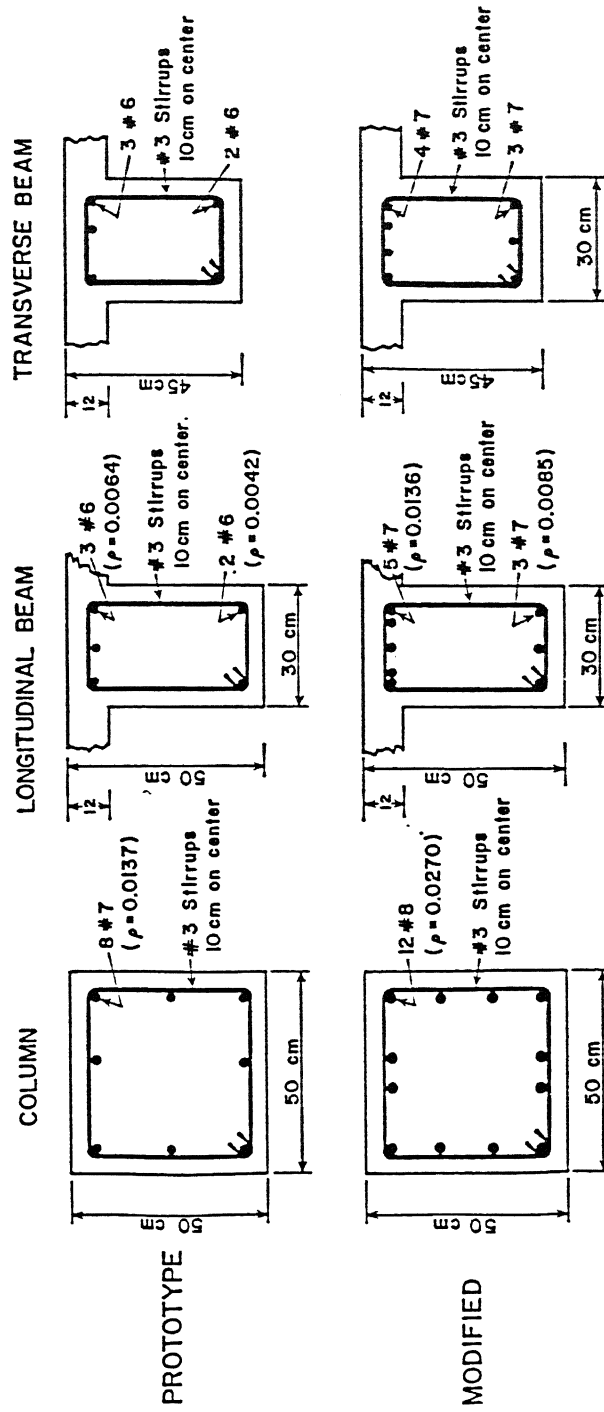 COLUMN
LONGITUDINAL BEAM
TRANSVERSE BEAM
PROTOTYPE
50 cm
50 cm
8 #7
(ρ=0.0137)
#3 Stirrups
10 cm on center
12
50 cm
30 cm
3 #6
(ρ=0.0064)
#3 Stirrups
10 cm on center.
2 #6
(ρ=0.0042)
12
45 cm
3 #6
#3 Stirrups
10 cm on center
2 #6
MODIFIED
50 cm
50 cm
12 #8
(ρ=0.0270)
#3 Stirrups
10 cm on center
12
50 cm
30 cm
5 #7
(ρ=0.0136)
#3 Stirrups
10 cm on center
3 #7
(ρ=0.0085)
12
45 cm
30 cm
4 #7
#3 Stirrups
10 cm on center
3 #7